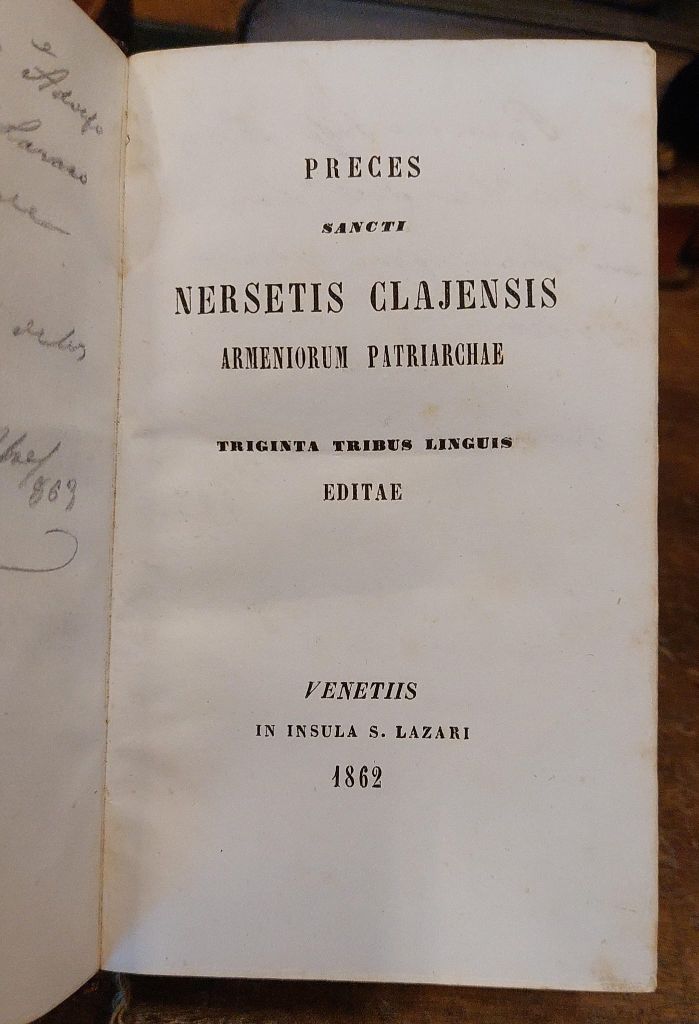 PRECES
SANCTI
NERSETIS CLAJENSIS
ARMENIORUM PATRIARCHAE
TRIGINTA TRIBUS LINGUIS
EDITAE
VENETIIS
IN INSULA S. LAZARI
1862